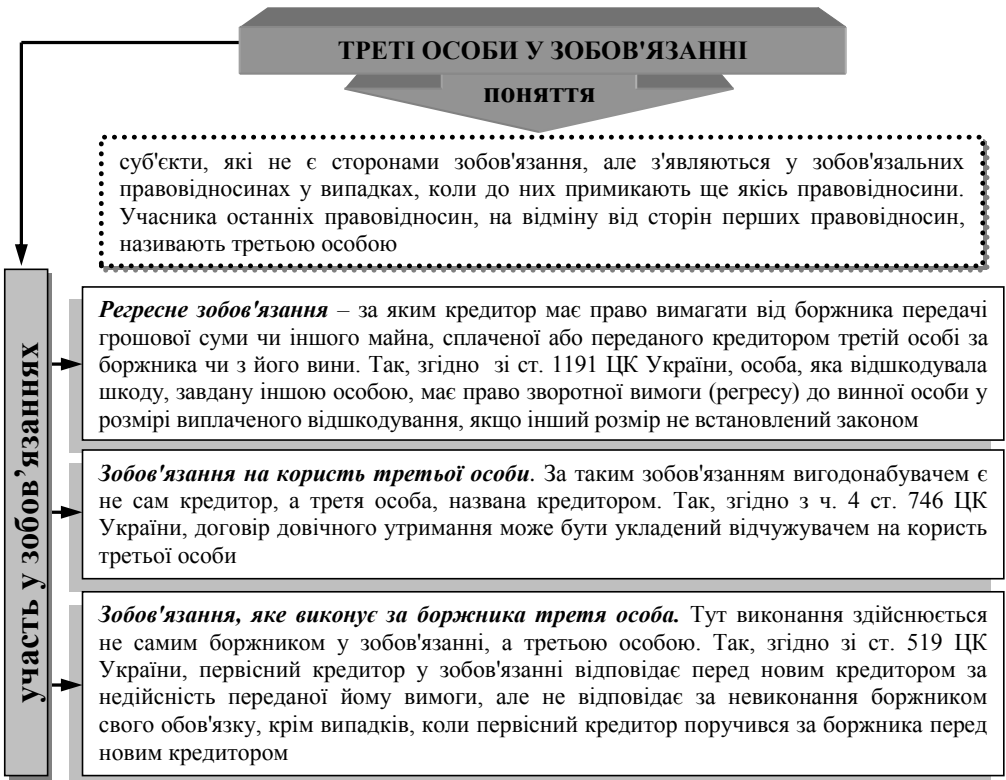 ТРЕТІ ОСОБИ У ЗОБОВ'ЯЗАННІ
поняття
суб'єкти, які не є сторонами зобов'язання, але з'являються у зобов'язальних
правовідносинах у випадках, коли до них примикають ще якісь правовідносини.
Учасника останніх правовідносин, на відміну від сторін перших правовідносин,
називають третьою особою
участь у зобов’язаннях
Регресне зобов'язання – за яким кредитор має право вимагати від боржника передачі
грошової суми чи іншого майна, сплаченої або переданого кредитором третій особі за
боржника чи з його вини. Так, згідно зі ст. 1191 ЦК України, особа, яка відшкодувала
шкоду, завдану іншою особою, має право зворотної вимоги (регресу) до винної особи у
розмірі виплаченого відшкодування, якщо інший розмір не встановлений законом
Зобов'язання на користь третьої особи. За таким зобов'язанням вигодонабувачем є
не сам кредитор, а третя особа, названа кредитором. Так, згідно з ч. 4 ст. 746 ЦК
України, договір довічного утримання може бути укладений відчужувачем на користь
третьої особи
Зобов'язання, яке виконує за боржника третя особа. Тут виконання здійснюється
не самим боржником у зобов'язанні, а третьою особою. Так, згідно зі ст. 519 ЦК
України, первісний кредитор у зобов'язанні відповідає перед новим кредитором за
недійсність переданої йому вимоги, але не відповідає за невиконання боржником
свого обов'язку, крім випадків, коли первісний кредитор поручився за боржника перед
новим кредитором